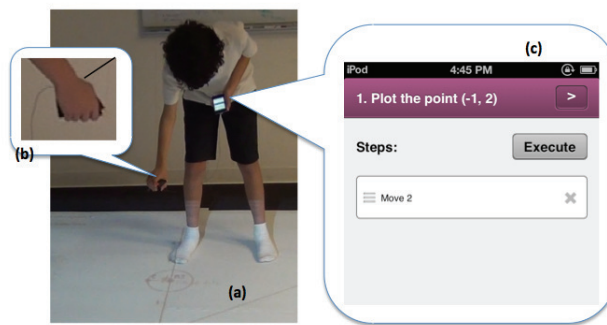 (c)
iPod 4:45 PM
1. Plot the point (-1, 2) >
Steps: Execute
Move 2
(b)
(a)